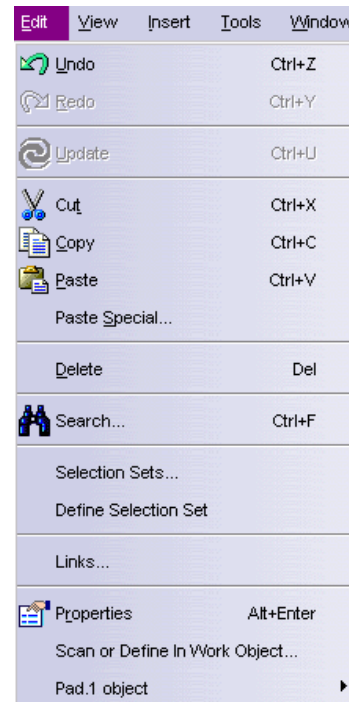 Edit View Insert Tools Window
Undo Ctrl+Z
Redo Ctrl+Y
Update Ctrl+U
Cut Ctrl+X
Copy Ctrl+C
Paste Ctrl+V
Paste Special...
Delete Del
Search... Ctrl+F
Selection Sets...
Define Selection Set
Links...
Properties Alt+Enter
Scan or Define In Work Object...
Pad.1 object